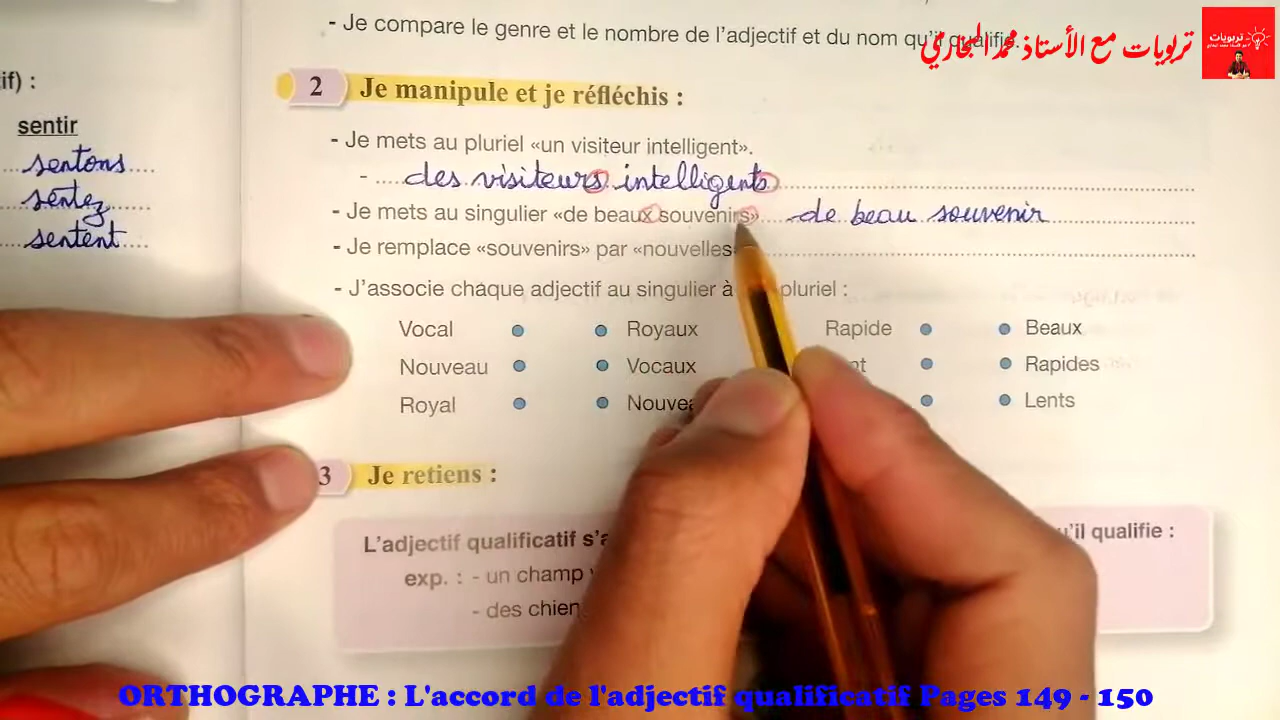 - Je compare le genre et le nombre de l'adjectif et du nom qu'il qualifie.
تربويات مع الأستاذ محمد البخاري
تربويات
if) :
sentir
sentons
sentez
sentent
2 Je manipule et je réfléchis :
- Je mets au pluriel «un visiteur intelligent».
- des visiteurs intelligents
- Je mets au singulier «de beaux souvenirs» - de beau souvenir
- Je remplace «souvenirs» par «nouvelles
- J'associe chaque adjectif au singulier à pluriel :
Vocal Royaux Rapide Beaux
Nouveau Vocaux Rapides
Royal Lents
3 Je retiens :
L'adjectif qualificatif qualifie :
exp. : - un champ
- des
ORTHOGRAPHE : L'accord de l'adjectif qualificatif Pages 149 - 150